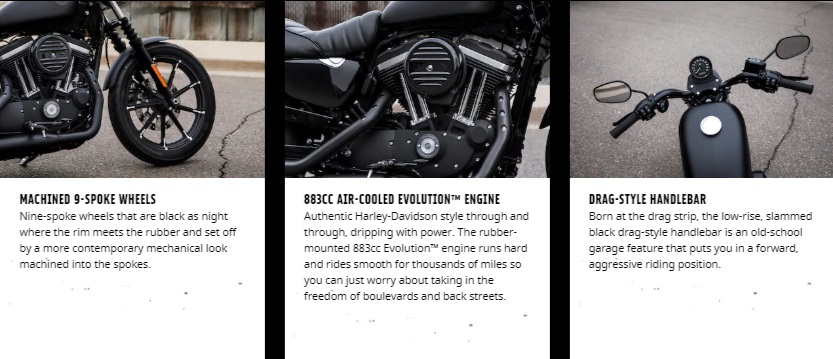 MACHINED 9-SPOKE WHEELS
Nine-spoke wheels that are black as night
where the rim meets the rubber and set off
by a more contemporary mechanical look
machined into the spokes.
883CC AIR-COOLED EVOLUTION™ ENGINE
Authentic Harley-Davidson style through and
through, dripping with power. The rubber-
mounted 883cc Evolution™ engine runs hard
and rides smooth for thousands of miles so
you can just worry about taking in the
freedom of boulevards and back streets.
DRAG-STYLE HANDLEBAR
Born at the drag strip, the low-rise, slammed
black drag-style handlebar is an old-school
garage feature that puts you in a forward,
aggressive riding position.